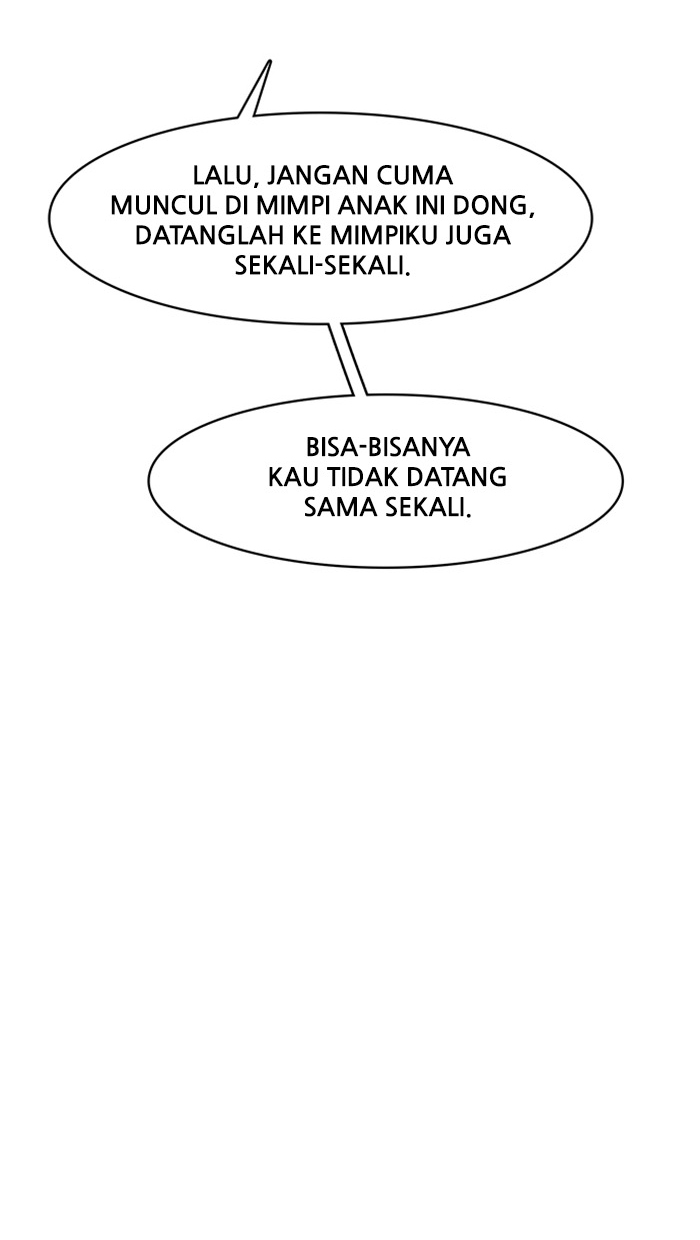 LALU, JANGAN CUMA
MUNCUL DI MIMPI ANAK INI DONG,
DATANGLAH KE MIMPIKU JUGA
SEKALI-SEKALI.
BISA-BISANYA
KAU TIDAK DATANG
SAMA SEKALI.